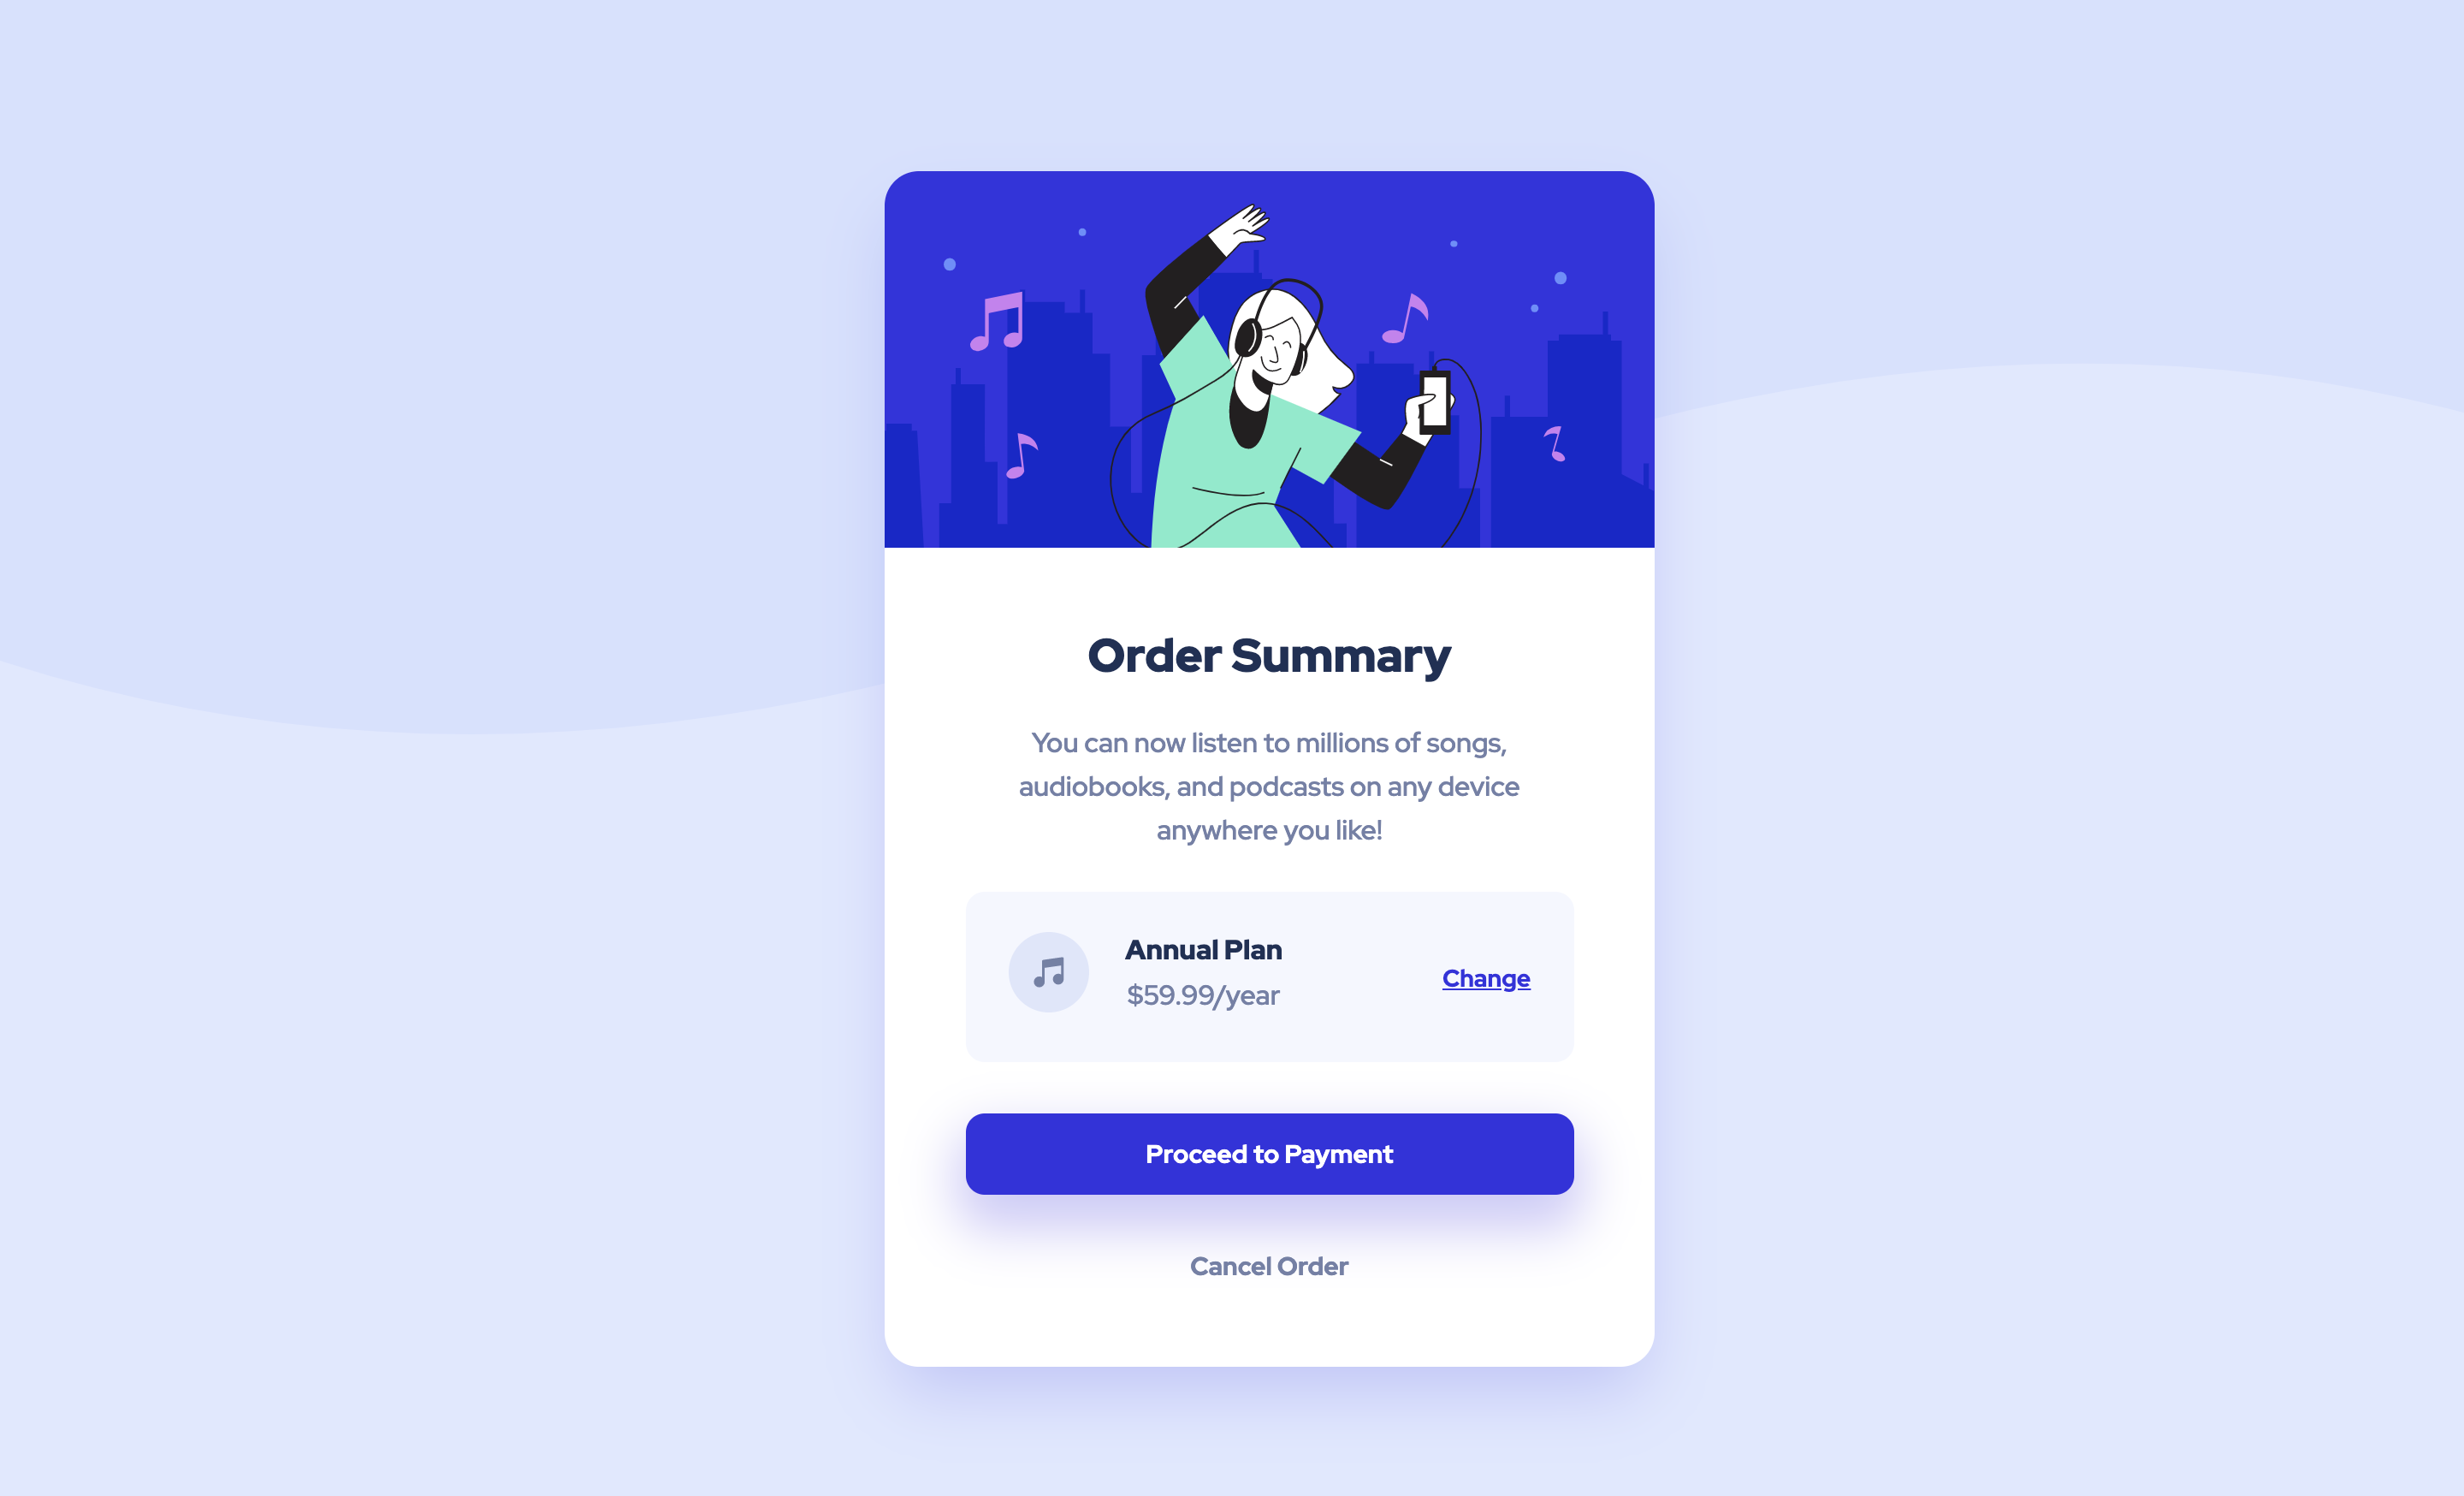 Order Summary
You can now listen to millions of songs,
audiobooks, and podcasts on any device
anywhere you like!
Annual Plan
$59.99/year
Change
Proceed to Payment
Cancel Order